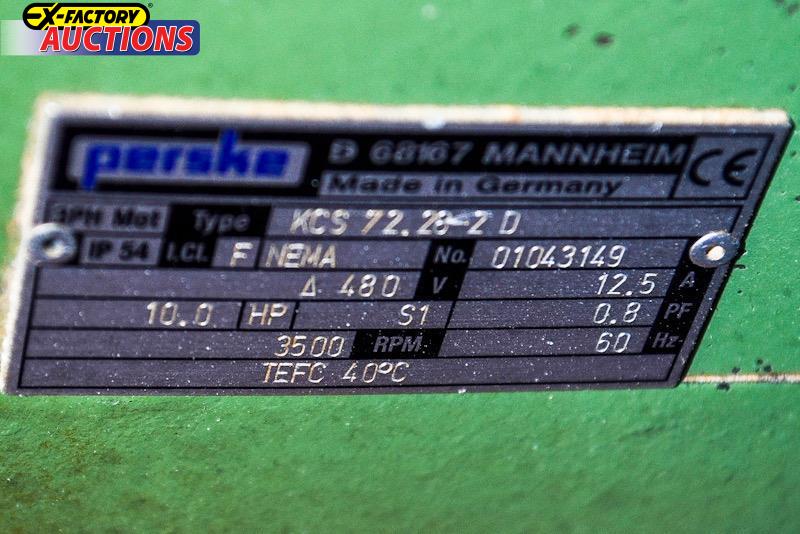 EX-FACTORY
AUCTIONS
perske D 68167 MANNHEIM CE
Made in Germany
3PH Mot Type KCS 72.28-2 D
IP 54 I.Cl. F NEMA No. 01043149
Δ 480 V 12.5 A
10.0 HP S1 0.8 PF
3500 RPM 60 Hz
TEFC 40°C